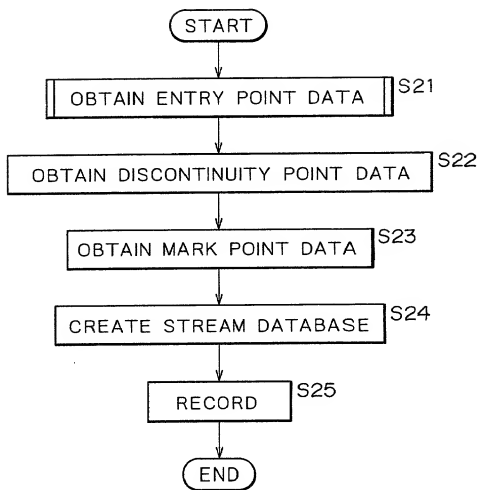 START
OBTAIN ENTRY POINT DATA
S21
OBTAIN DISCONTINUITY POINT DATA
S22
OBTAIN MARK POINT DATA
S23
CREATE STREAM DATABASE
S24
RECORD
S25
END